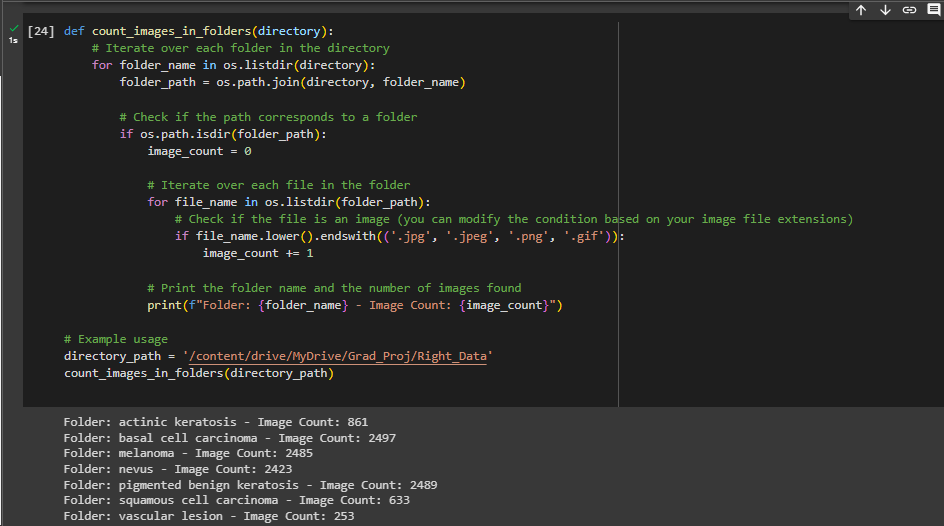 [24] def count_images_in_folders(directory):
# Iterate over each folder in the directory
for folder_name in os.listdir(directory):
folder_path = os.path.join(directory, folder_name)
# Check if the path corresponds to a folder
if os.path.isdir(folder_path):
image_count = 0
# Iterate over each file in the folder
for file_name in os.listdir(folder_path):
# Check if the file is an image (you can modify the condition based on your image file extensions)
if file_name.lower().endswith(('.jpg', '.jpeg', '.png', '.gif')):
image_count += 1
# Print the folder name and the number of images found
print(f"Folder: {folder_name} - Image Count: {image_count}")
# Example usage
directory_path = '/content/drive/MyDrive/Grad_Proj/Right_Data'
count_images_in_folders(directory_path)
1s
Folder: actinic keratosis - Image Count: 861
Folder: basal cell carcinoma - Image Count: 2497
Folder: melanoma - Image Count: 2485
Folder: nevus - Image Count: 2423
Folder: pigmented benign keratosis - Image Count: 2489
Folder: squamous cell carcinoma - Image Count: 633
Folder: vascular lesion - Image Count: 253